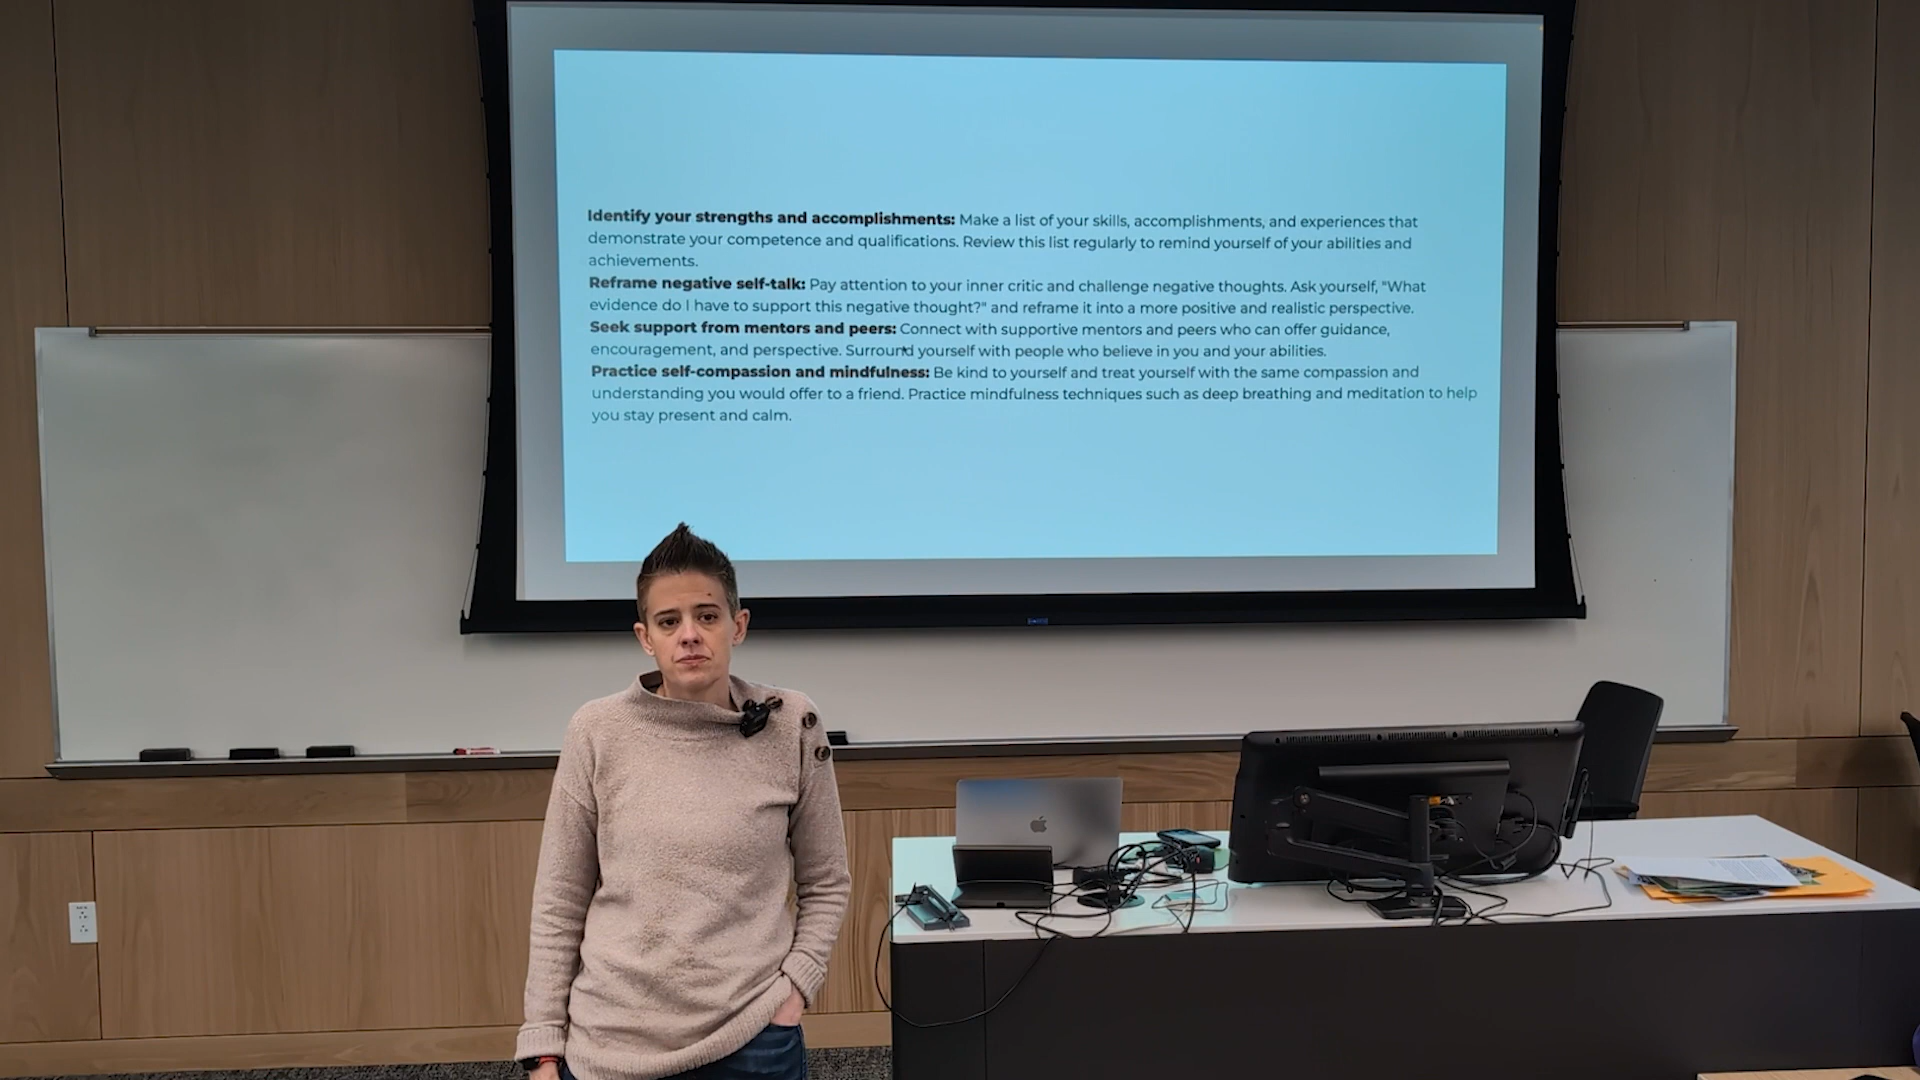 Identify your strengths and accomplishments: Make a list of your skills, accomplishments, and experiences that
demonstrate your competence and qualifications. Review this list regularly to remind yourself of your abilities and
achievements.
Reframe negative self-talk: Pay attention to your inner critic and challenge negative thoughts. Ask yourself, "What
evidence do I have to support this negative thought?" and reframe it into a more positive and realistic perspective.
Seek support from mentors and peers: Connect with supportive mentors and peers who can offer guidance,
encouragement, and perspective. Surround yourself with people who believe in you and your abilities.
Practice self-compassion and mindfulness: Be kind to yourself and treat yourself with the same compassion and
understanding you would offer to a friend. Practice mindfulness techniques such as deep breathing and meditation to help
you stay present and calm.